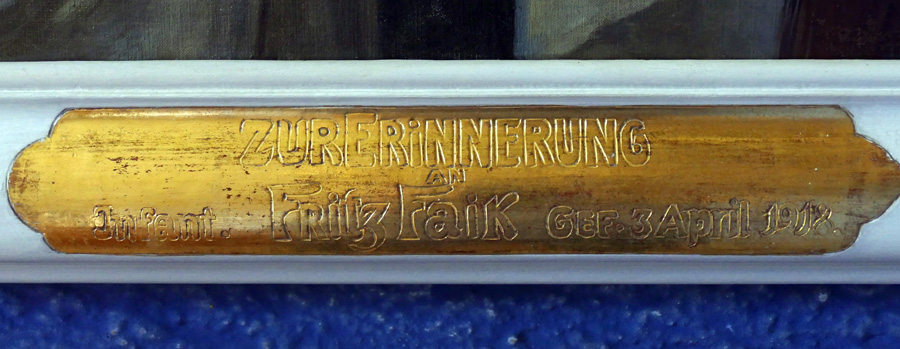 ZUR ERiNNERUNG
AN
Infant. Fritz Faik GEF. 3 April 1918.